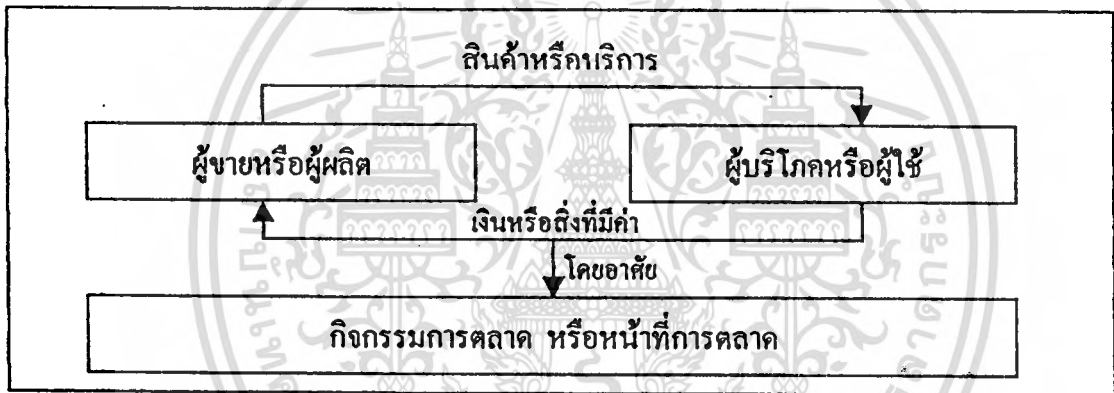 สินค้าหรือบริการ
ผู้ขายหรือผู้ผลิต
ผู้บริโภคหรือผู้ใช้
เงินหรือสิ่งที่มีค่า
โดยอาศัย
กิจกรรมการตลาด หรือหน้าที่การตลาด